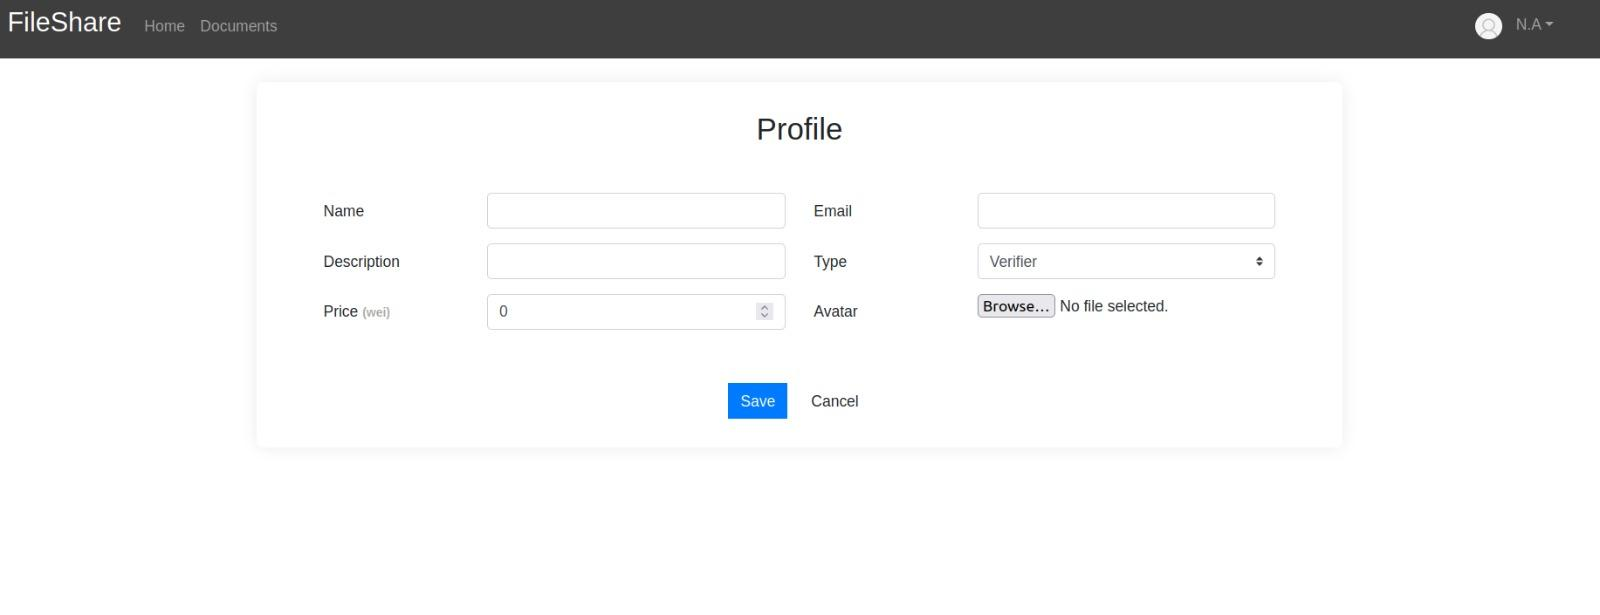 FileShare Home Documents N.A
Profile
Name Email
Description Type Verifier
Price (wei) 0 Avatar Browse... No file selected.
Save Cancel